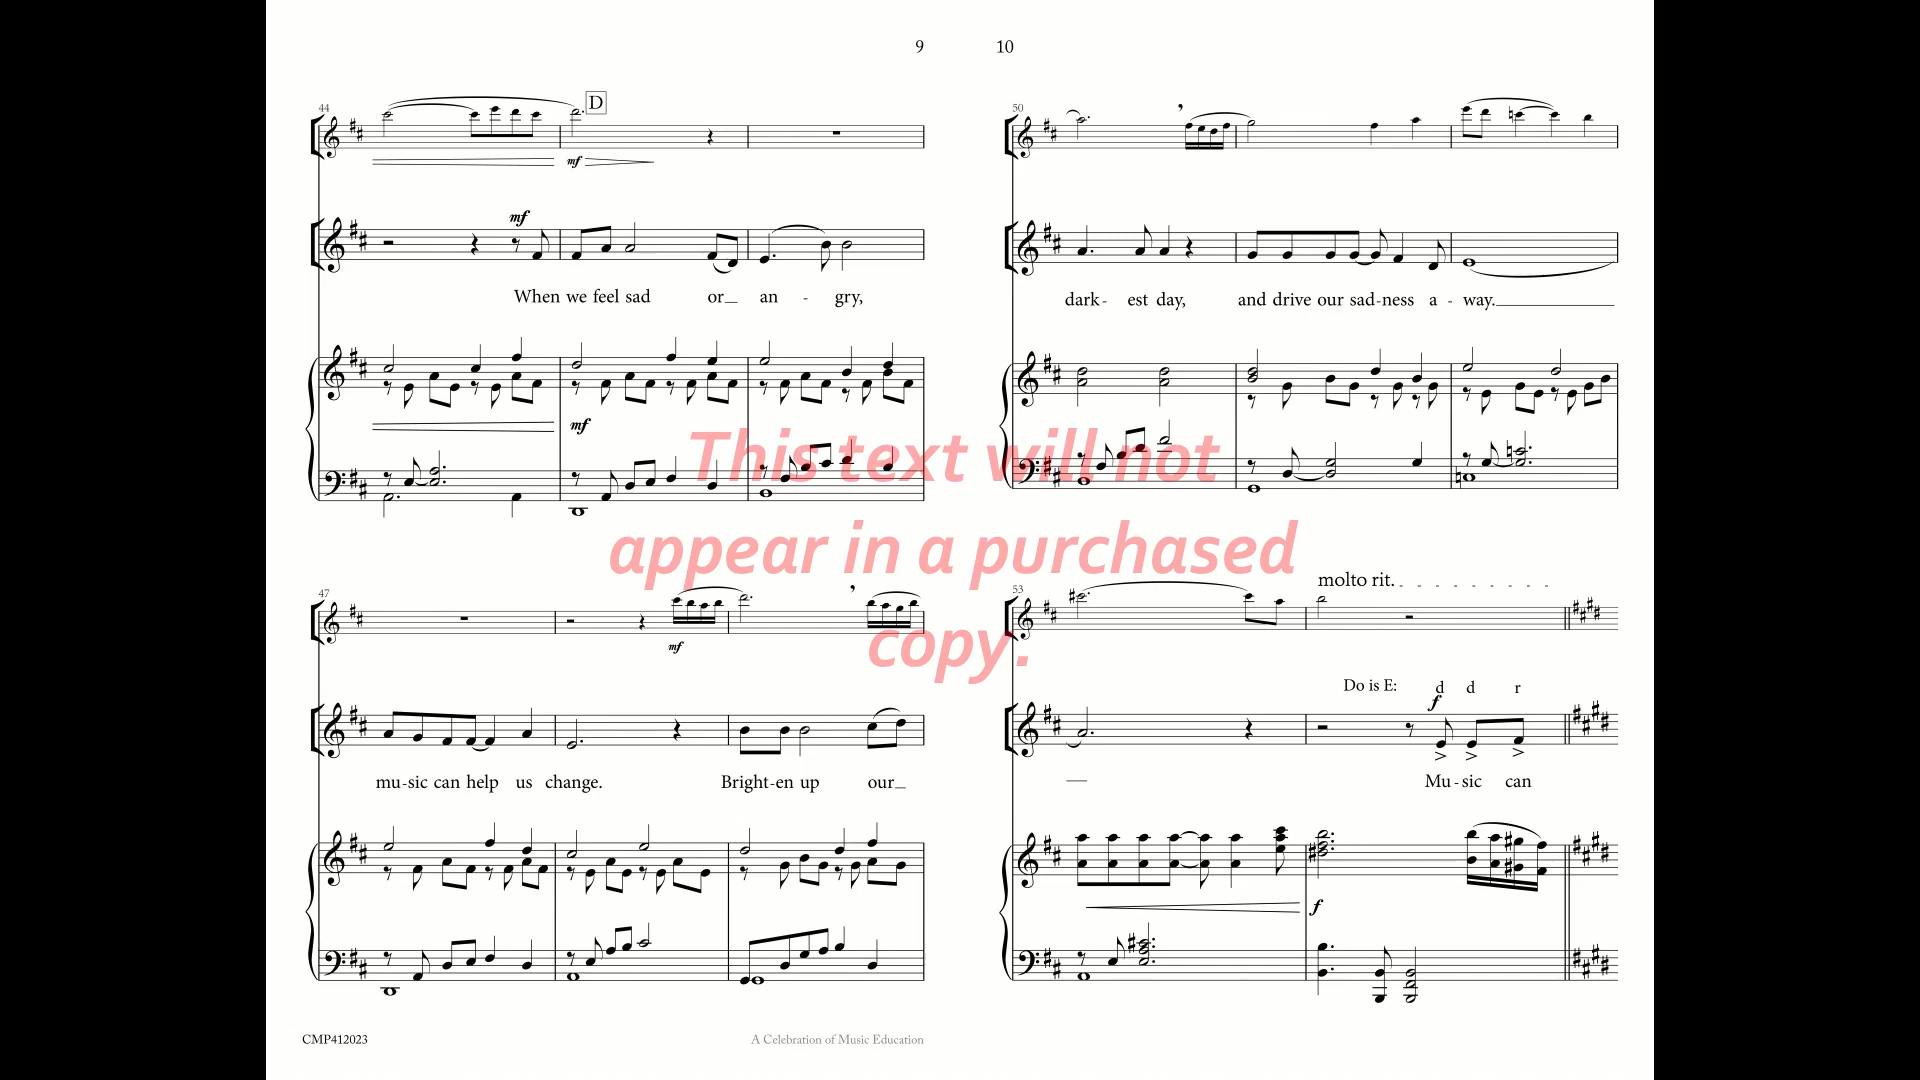 9
44
D
mf
mf
When we feel sad or an - gry,
mf
47
mf
mu-sic can help us change. Bright-en up our
CMP412023
A Celebration of Music Education
10
50
dark- est day, and drive our sad-ness a - way.
53
molto rit.
Do is E: d d r
f
Mu-sic can
f
This text will not
appear in a purchased
copy.